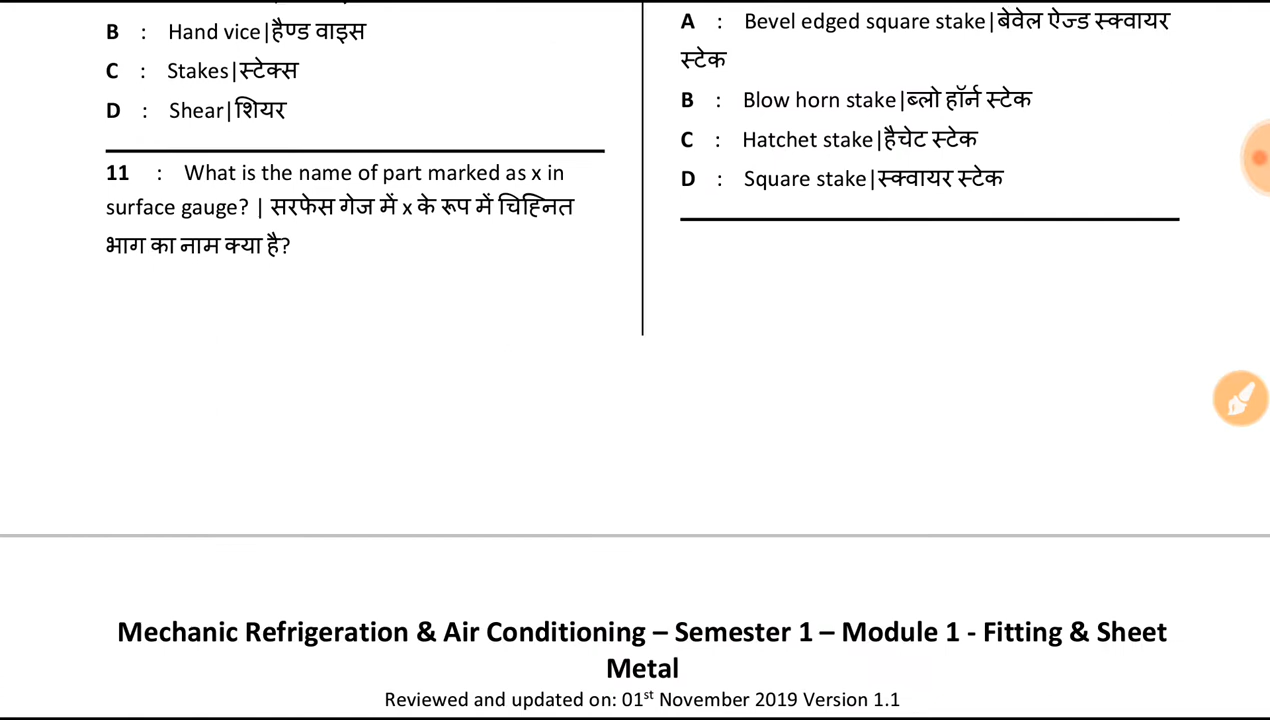 B : Hand vice|हैण्ड वाइस
C : Stakes|स्टेक्स
D : Shear|शियर
11 : What is the name of part marked as x in
surface gauge? | सरफेस गेज में x के रूप में चिह्नित
भाग का नाम क्या है?
A : Bevel edged square stake|बेवेल ऐज्ड स्क्वायर
स्टेक
B : Blow horn stake|ब्लो हॉर्न स्टेक
C : Hatchet stake|हैचेट स्टेक
D : Square stake|स्क्वायर स्टेक
Mechanic Refrigeration & Air Conditioning – Semester 1 – Module 1 - Fitting & Sheet
Metal
Reviewed and updated on: 01st November 2019 Version 1.1